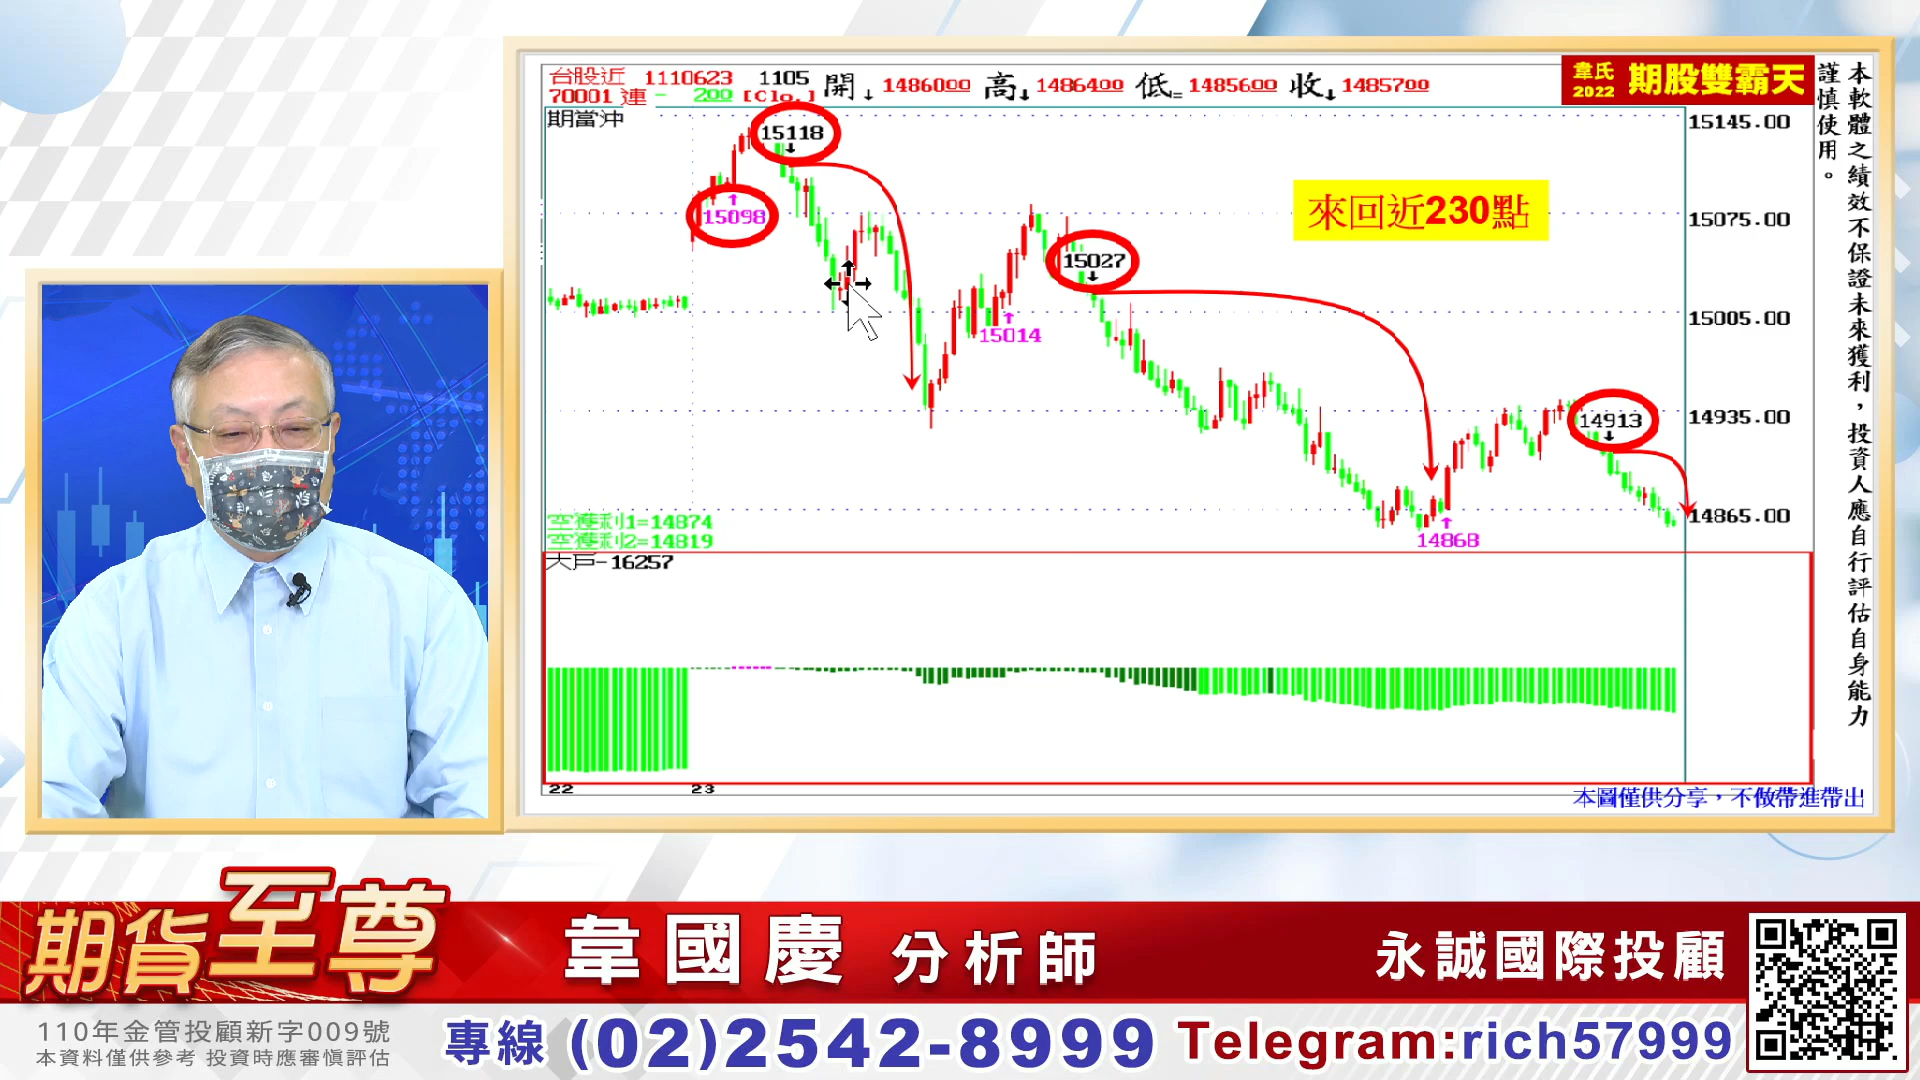 台股近 1110623 1105 開↓ 1486000 高↓ 1486400 低= 1485600 收↓ 1485700
70001 連 - 200 [Clo.]
韋氏 2022 期股雙霸天
本軟體之績效不保證未來獲利，投資人應自行評估自身能力
謹慎使用。
期當沖
15118
15098
15027
15014
14913
14868
來回近230點
15145.00
15075.00
15005.00
14935.00
14865.00
空獲利1=14874
空獲利2=14819
大戶-16257
22
23
本圖僅供分享，不做帶進帶出
期貨至尊
韋國慶 分析師
永誠國際投顧
110年金管投顧新字009號
本資料僅供參考 投資時應審慎評估
專線 (02)2542-8999
Telegram:rich57999